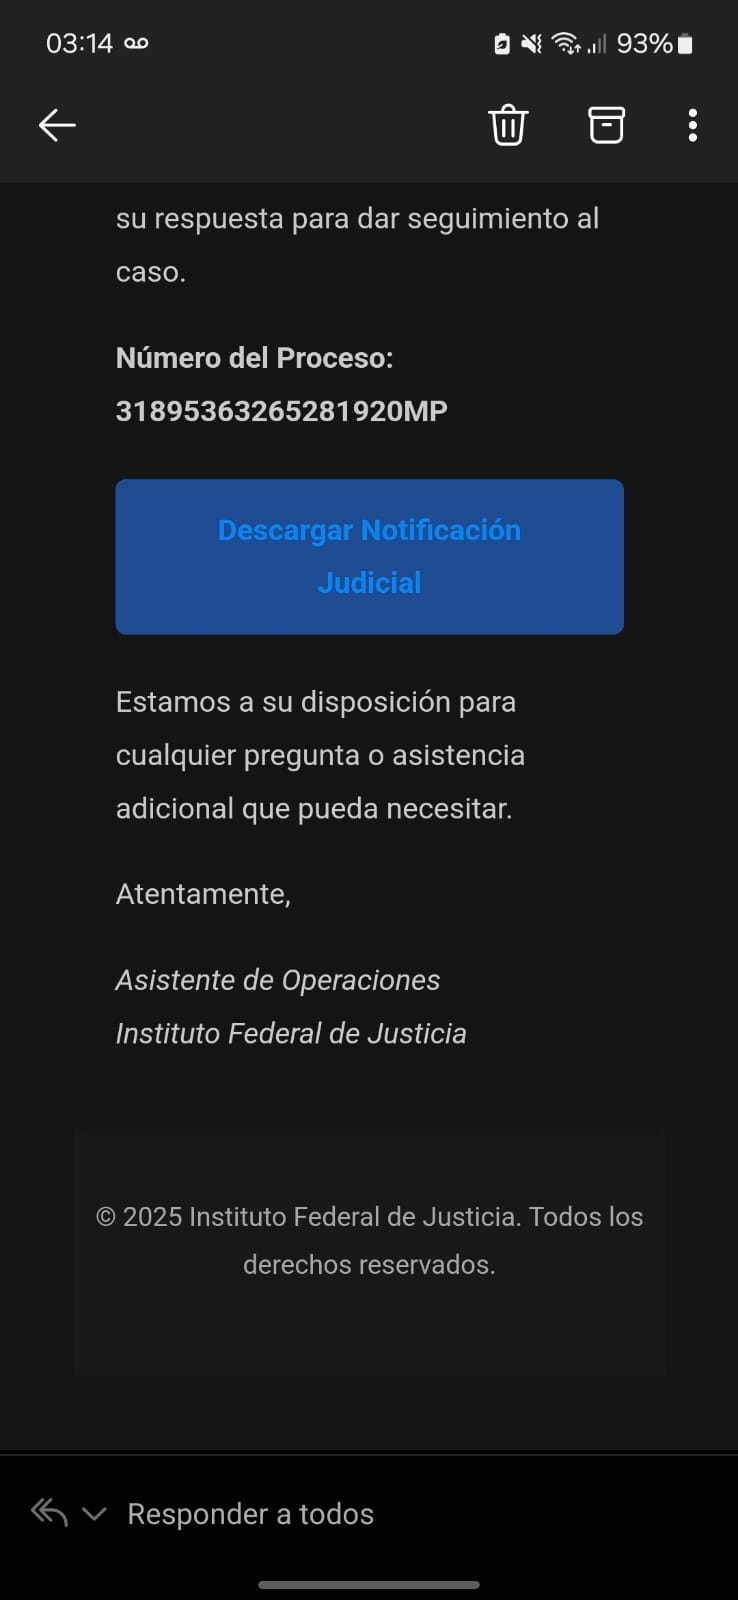 03:14
93%
su respuesta para dar seguimiento al
caso.
Número del Proceso:
31895363265281920MP
Descargar Notificación
Judicial
Estamos a su disposición para
cualquier pregunta o asistencia
adicional que pueda necesitar.
Atentamente,
Asistente de Operaciones
Instituto Federal de Justicia
© 2025 Instituto Federal de Justicia. Todos los
derechos reservados.
Responder a todos